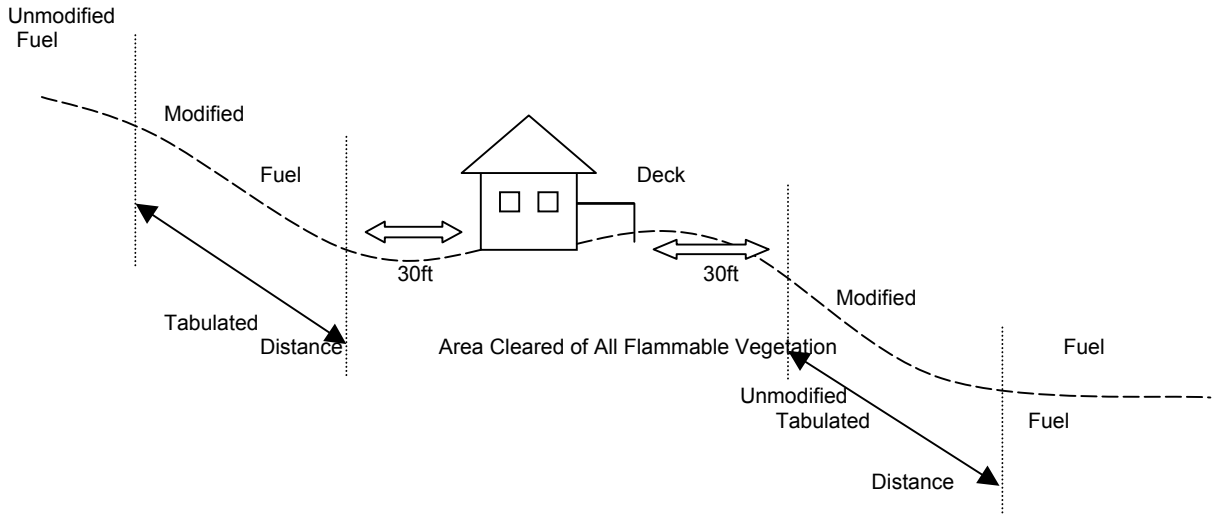 Unmodified
Fuel
Modified
Fuel
Deck
30ft
30ft
Modified
Tabulated
Distance
Area Cleared of All Flammable Vegetation
Fuel
Unmodified
Tabulated
Fuel
Distance